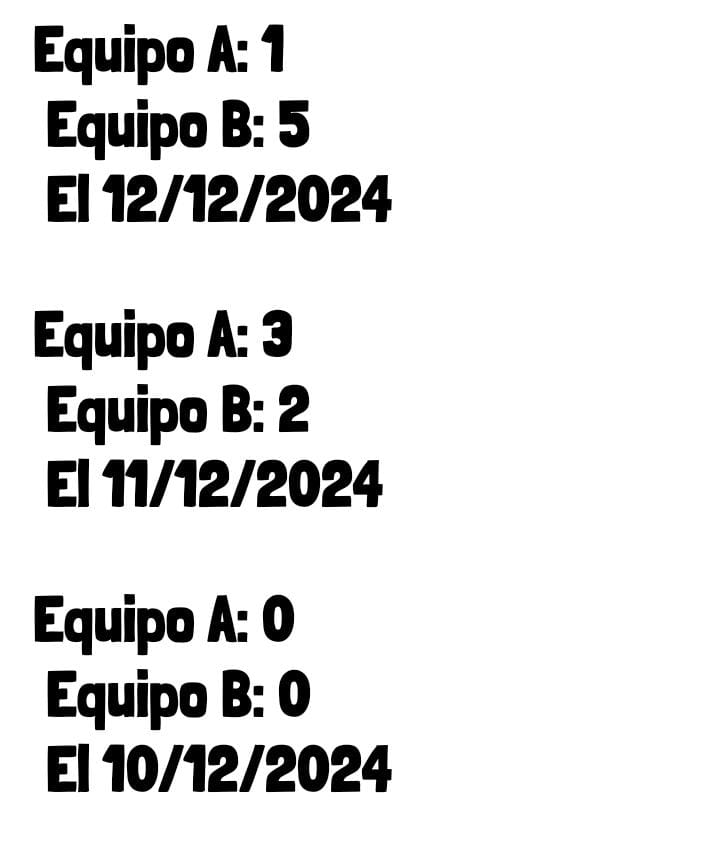 Equipo A: 1
Equipo B: 5
El 12/12/2024
Equipo A: 3
Equipo B: 2
El 11/12/2024
Equipo A: 0
Equipo B: 0
El 10/12/2024